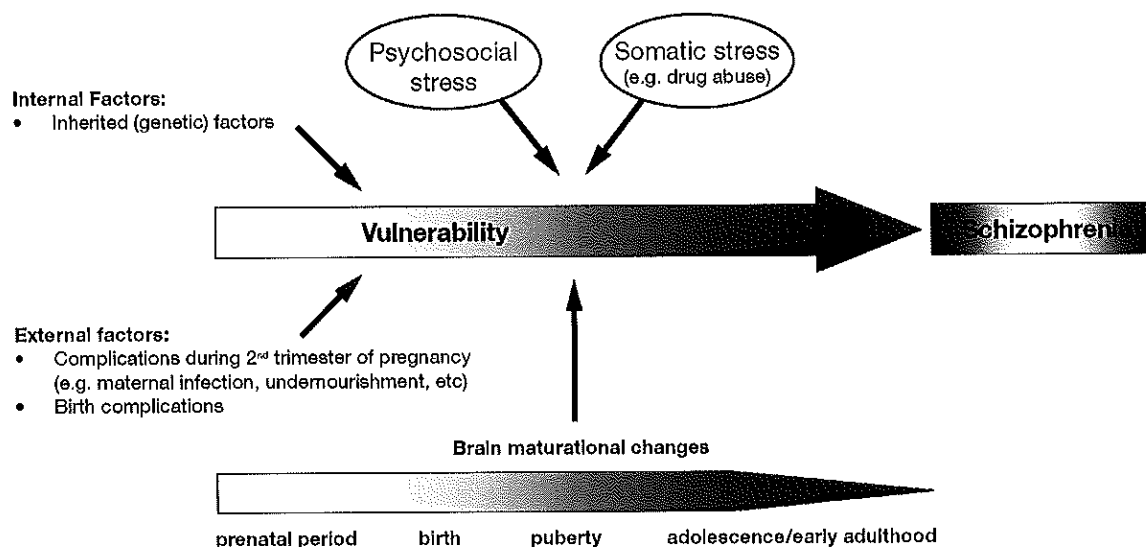 Psychosocial
stress
Somatic stress
(e.g. drug abuse)
Internal Factors:
• Inherited (genetic) factors
Vulnerability
Schizophrenia
External factors:
• Complications during 2nd trimester of pregnancy
(e.g. maternal infection, undernourishment, etc)
• Birth complications
Brain maturational changes
prenatal period birth puberty adolescence/early adulthood